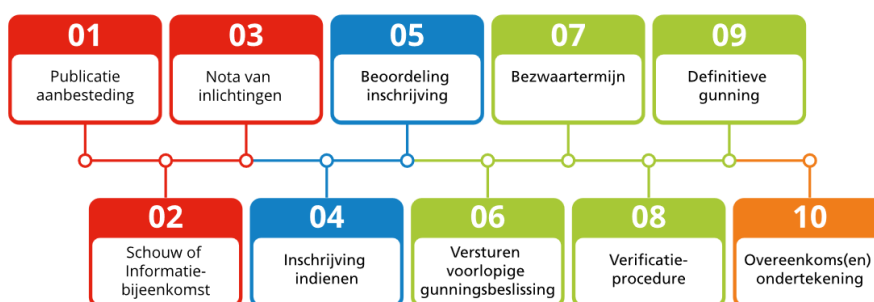 01
Publicatie
aanbesteding
02
Schouw of
Informatie-
bijeenkomst
03
Nota van
inlichtingen
04
Inschrijving
indienen
05
Beoordeling
inschrijving
06
Versturen
voorlopige
gunningsbeslissing
07
Bezwaartermijn
08
Verificatie-
procedure
09
Definitieve
gunning
10
Overeenkoms(en)
ondertekening